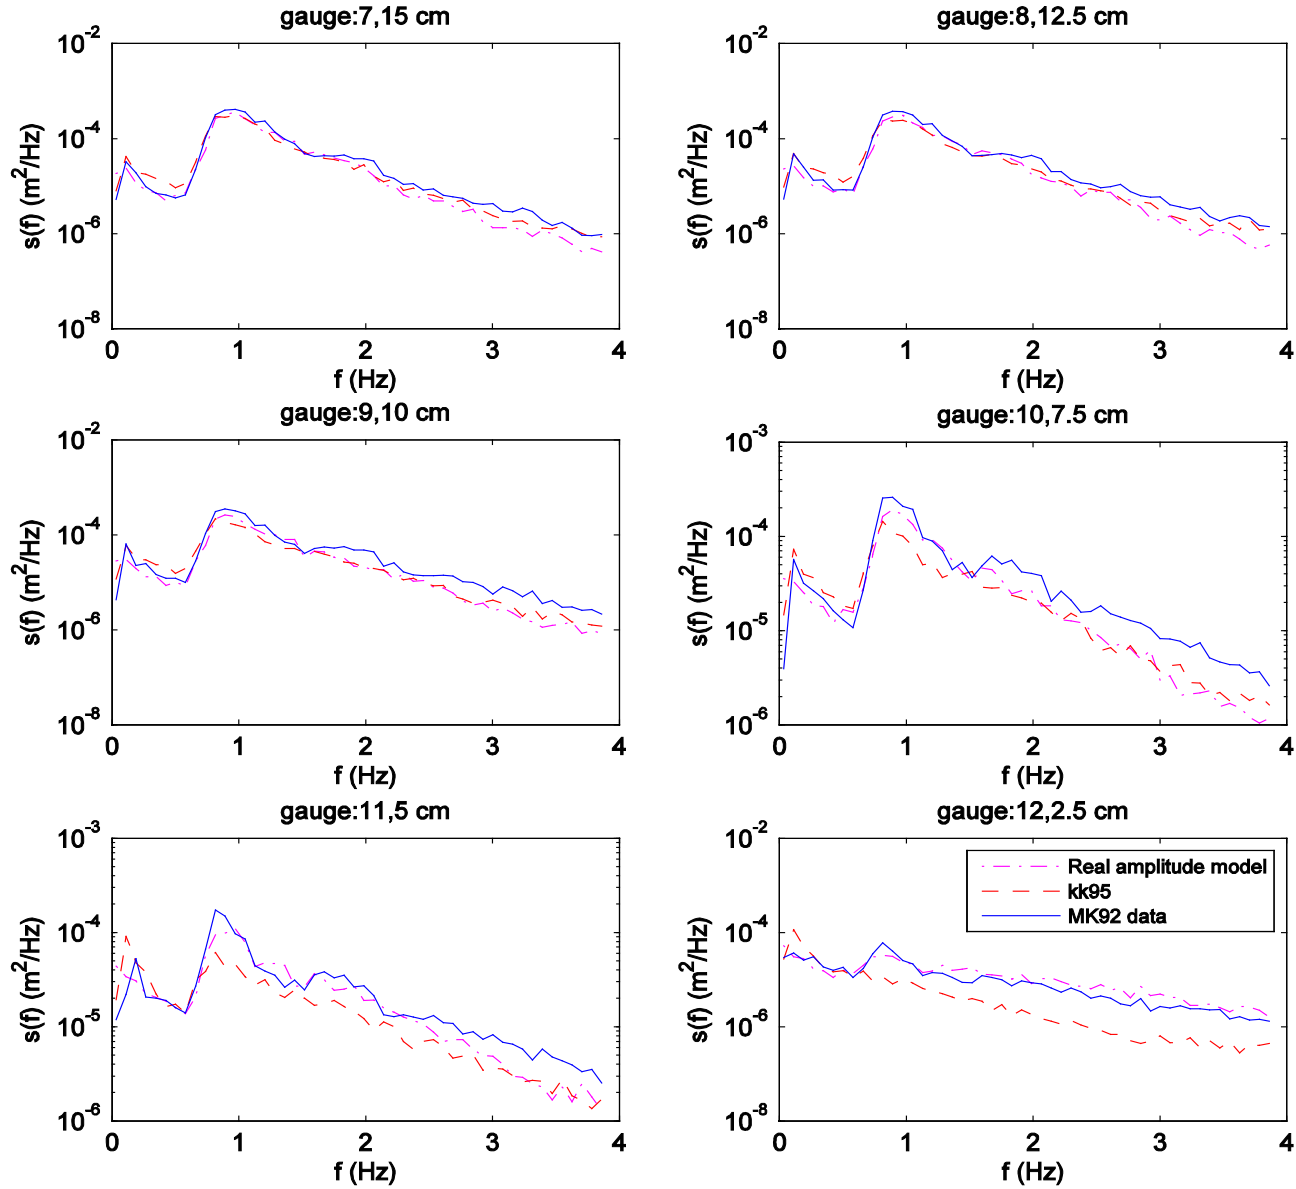 gauge:7,15 cm
10^-2
10^-4
10^-6
10^-8
s(f) (m^2/Hz)
0 1 2 3 4
f (Hz)
gauge:8,12.5 cm
10^-2
10^-4
10^-6
10^-8
s(f) (m^2/Hz)
0 1 2 3 4
f (Hz)
gauge:9,10 cm
10^-2
10^-4
10^-6
10^-8
s(f) (m^2/Hz)
0 1 2 3 4
f (Hz)
gauge:10,7.5 cm
10^-3
10^-4
10^-5
10^-6
s(f) (m^2/Hz)
0 1 2 3 4
f (Hz)
gauge:11,5 cm
10^-3
10^-4
10^-5
10^-6
s(f) (m^2/Hz)
0 1 2 3 4
f (Hz)
gauge:12,2.5 cm
10^-2
10^-4
10^-6
10^-8
s(f) (m^2/Hz)
0 1 2 3 4
f (Hz)
Real amplitude model
kk95
MK92 data